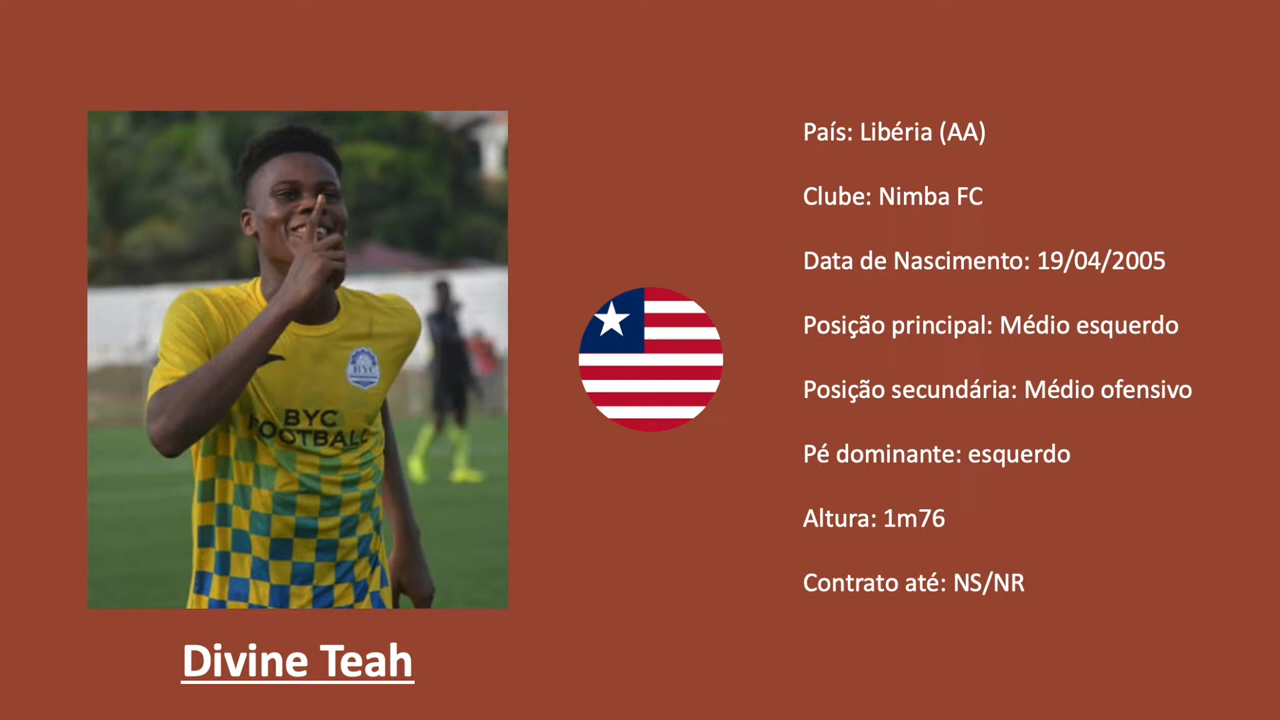 País: Libéria (AA)
Clube: Nimba FC
Data de Nascimento: 19/04/2005
Posição principal: Médio esquerdo
Posição secundária: Médio ofensivo
Pé dominante: esquerdo
Altura: 1m76
Contrato até: NS/NR
BYC
BYC
FOOTBALL
Divine Teah